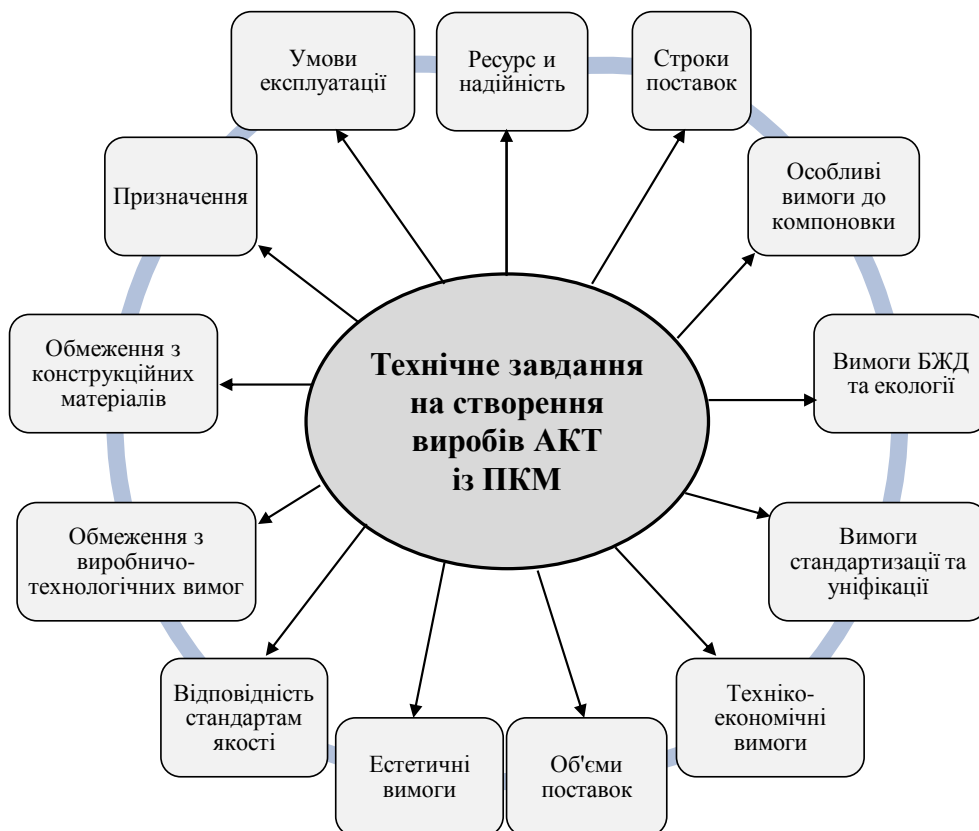 Умови
експлуатації
Ресурс и
надійність
Строки
поставок
Особливі
вимоги до
компоновки
Призначення
Обмеження з
конструкційних
матеріалів
Технічне завдання
на створення
виробів АКТ
із ПКМ
Вимоги БЖД
та екології
Обмеження з
виробничо-
технологічних вимог
Вимоги
стандартизації та
уніфікації
Відповідність
стандартам
якості
Естетичні
вимоги
Об'єми
поставок
Техніко-
економічні
вимоги